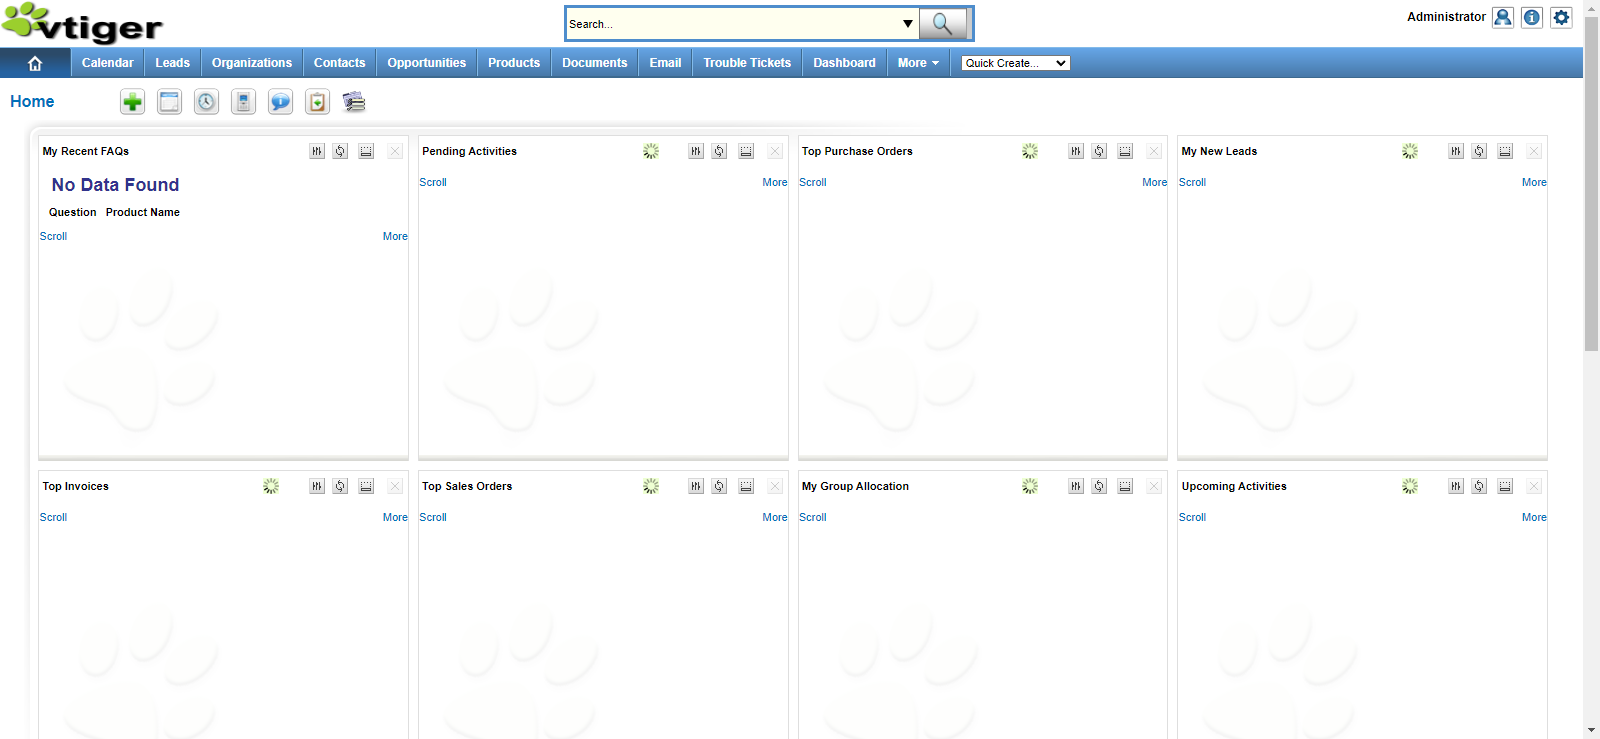 vtiger
Search...
Administrator
Calendar Leads Organizations Contacts Opportunities Products Documents Email Trouble Tickets Dashboard More Quick Create...
Home
My Recent FAQs
No Data Found
Question Product Name
Scroll More
Pending Activities
Scroll More
Top Purchase Orders
Scroll More
My New Leads
Scroll More
Top Invoices
Scroll More
Top Sales Orders
Scroll More
My Group Allocation
Scroll
Upcoming Activities
Scroll More